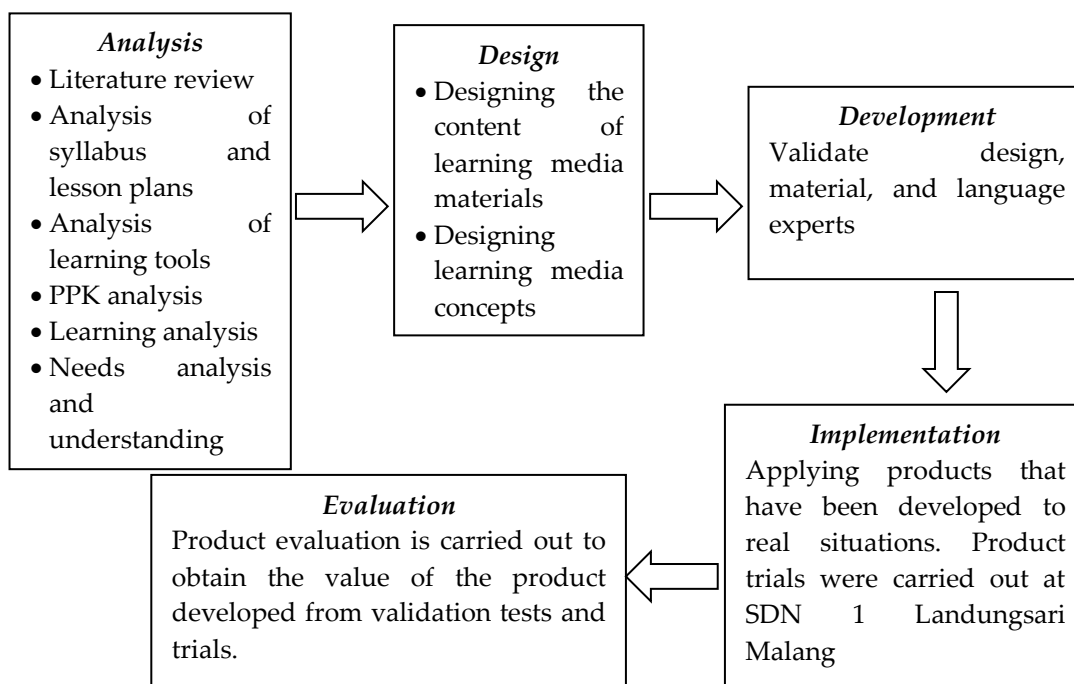 Analysis
• Literature review
• Analysis of
syllabus and
lesson plans
• Analysis of
learning tools
• PPK analysis
• Learning analysis
• Needs analysis
and
understanding
Design
• Designing the
content of
learning media
materials
• Designing
learning media
concepts
Development
Validate design,
material, and language
experts
Implementation
Applying products that
have been developed to
real situations. Product
trials were carried out at
SDN 1 Landungsari
Malang
Evaluation
Product evaluation is carried out to
obtain the value of the product
developed from validation tests and
trials.